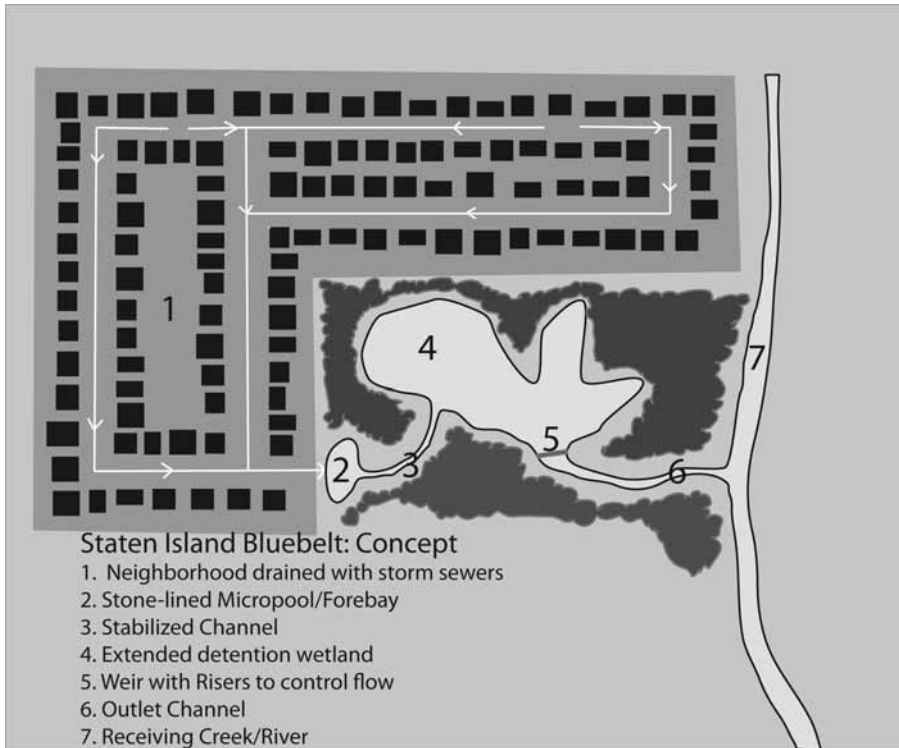 1
4
7
5
2
3
6
Staten Island Bluebelt: Concept
1. Neighborhood drained with storm sewers
2. Stone-lined Micropool/Forebay
3. Stabilized Channel
4. Extended detention wetland
5. Weir with Risers to control flow
6. Outlet Channel
7. Receiving Creek/River